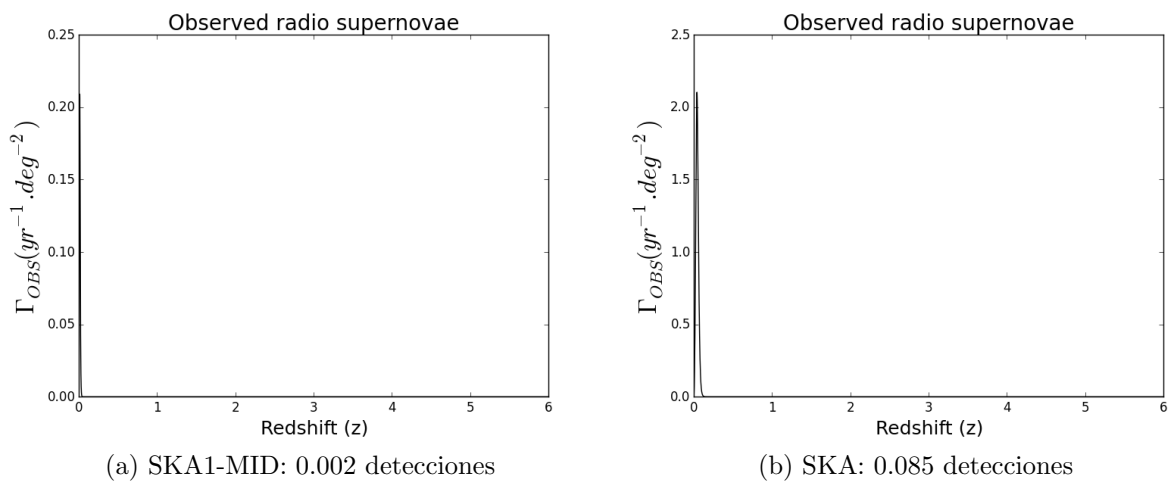 Observed radio supernovae
0.25
0.20
0.15
0.10
0.05
0.00
Γ_OBS(yr⁻¹.deg⁻²)
0 1 2 3 4 5 6
Redshift (z)
(a) SKA1-MID: 0.002 detecciones
Observed radio supernovae
2.5
2.0
1.5
1.0
0.5
0.0
Γ_OBS(yr⁻¹.deg⁻²)
0 1 2 3 4 5 6
Redshift (z)
(b) SKA: 0.085 detecciones